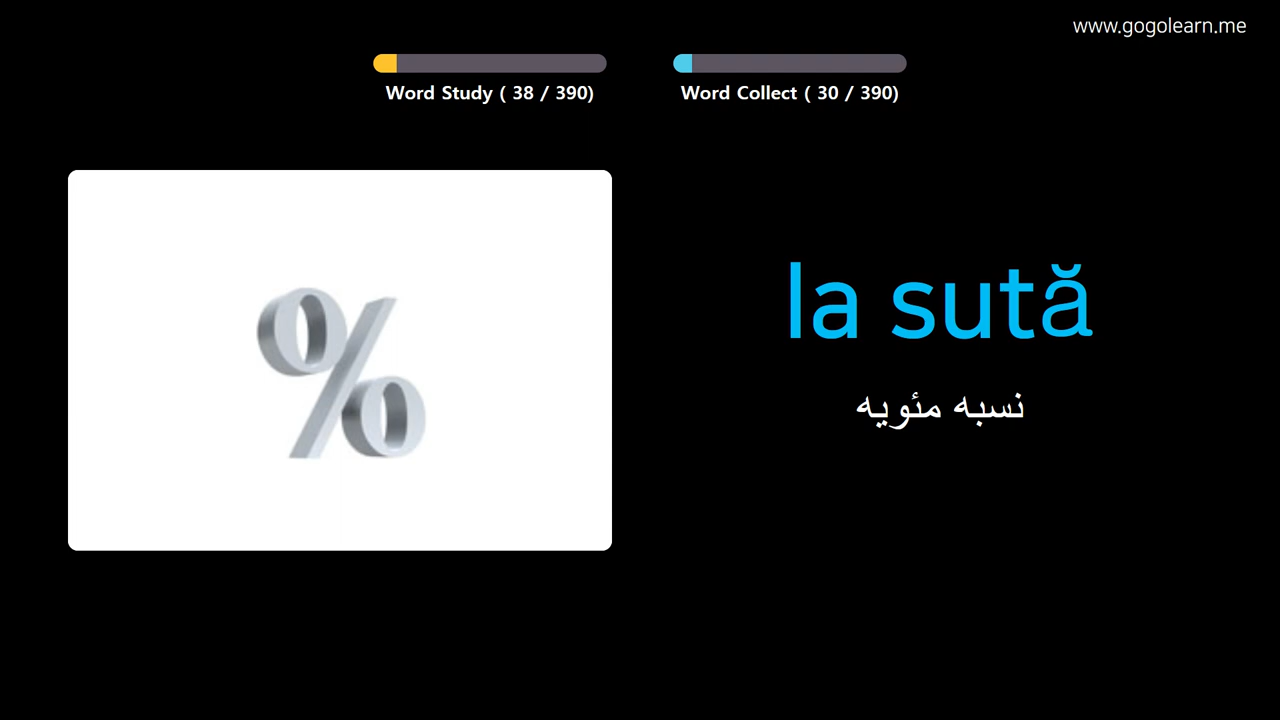 www.gogolearn.me
Word Study ( 38 / 390)
Word Collect ( 30 / 390)
%
la sută
نسبه مئويه